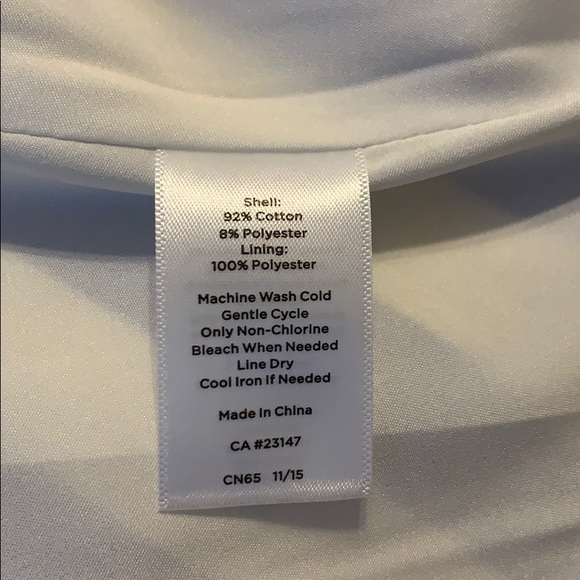 Shell:
92% Cotton
8% Polyester
Lining:
100% Polyester
Machine Wash Cold
Gentle Cycle
Only Non-Chlorine
Bleach When Needed
Line Dry
Cool Iron If Needed
Made In China
CA #23147
CN65 11/15